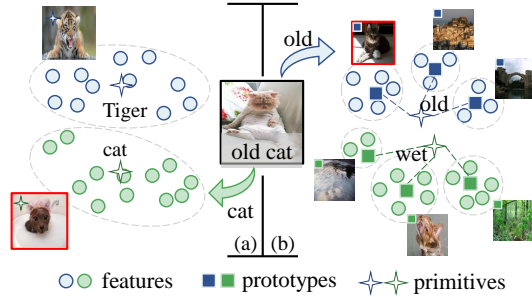 old
Tiger
old
cat
old cat
wet
cat
(a)
(b)
features
prototypes
primitives